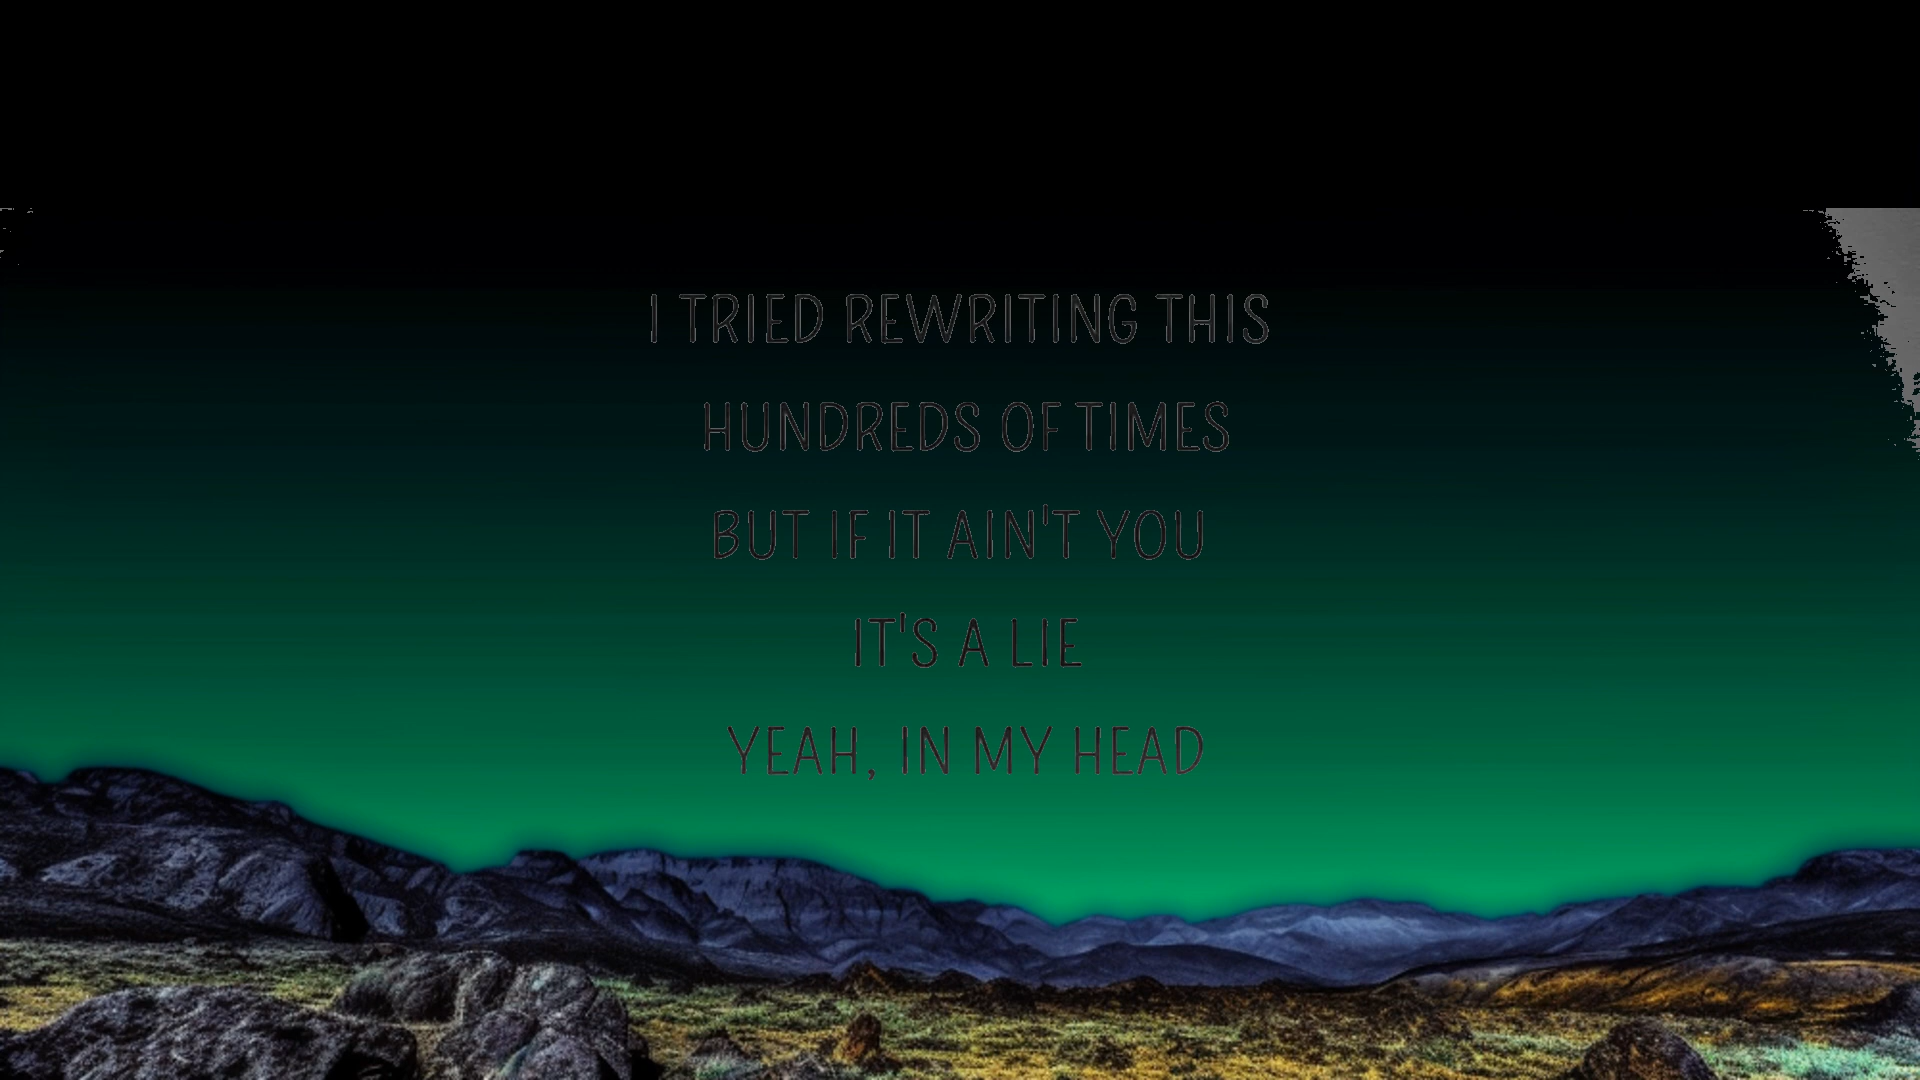 I TRIED REWRITING THIS
HUNDREDS OF TIMES
BUT IF IT AIN'T YOU
IT'S A LIE
YEAH, IN MY HEAD